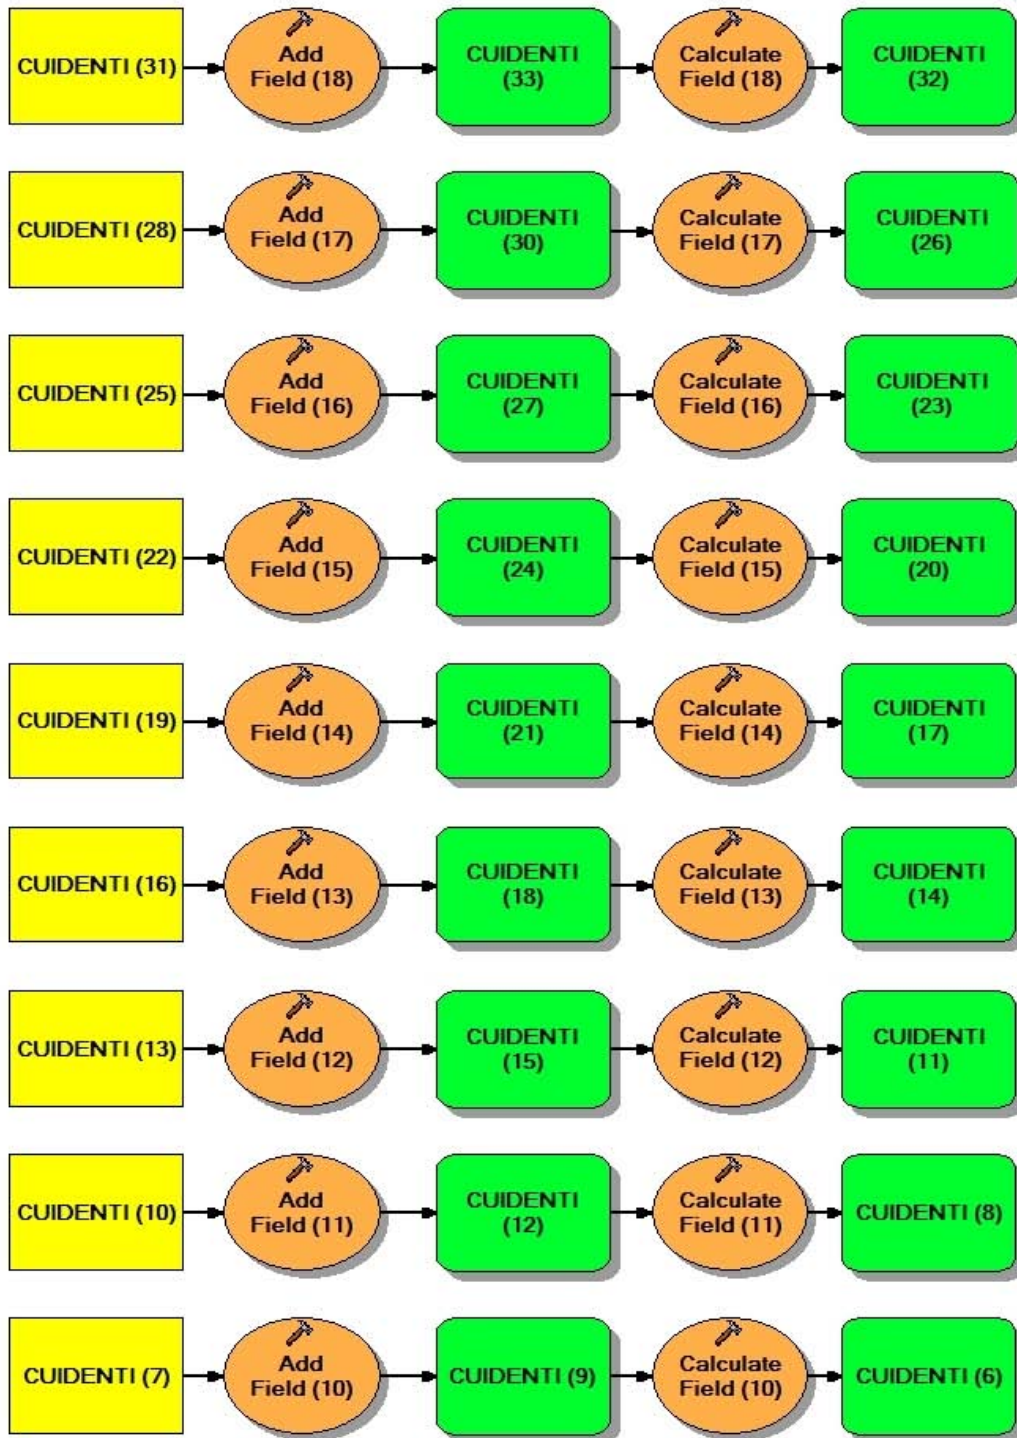 CUIDENTI (31)
Add
Field (18)
CUIDENTI
(33)
Calculate
Field (18)
CUIDENTI
(32)
CUIDENTI (28)
Add
Field (17)
CUIDENTI
(30)
Calculate
Field (17)
CUIDENTI
(26)
CUIDENTI (25)
Add
Field (16)
CUIDENTI
(27)
Calculate
Field (16)
CUIDENTI
(23)
CUIDENTI (22)
Add
Field (15)
CUIDENTI
(24)
Calculate
Field (15)
CUIDENTI
(20)
CUIDENTI (19)
Add
Field (14)
CUIDENTI
(21)
Calculate
Field (14)
CUIDENTI
(17)
CUIDENTI (16)
Add
Field (13)
CUIDENTI
(18)
Calculate
Field (13)
CUIDENTI
(14)
CUIDENTI (13)
Add
Field (12)
CUIDENTI
(15)
Calculate
Field (12)
CUIDENTI
(11)
CUIDENTI (10)
Add
Field (11)
CUIDENTI
(12)
Calculate
Field (11)
CUIDENTI (8)
CUIDENTI (7)
Add
Field (10)
CUIDENTI (9)
Calculate
Field (10)
CUIDENTI (6)